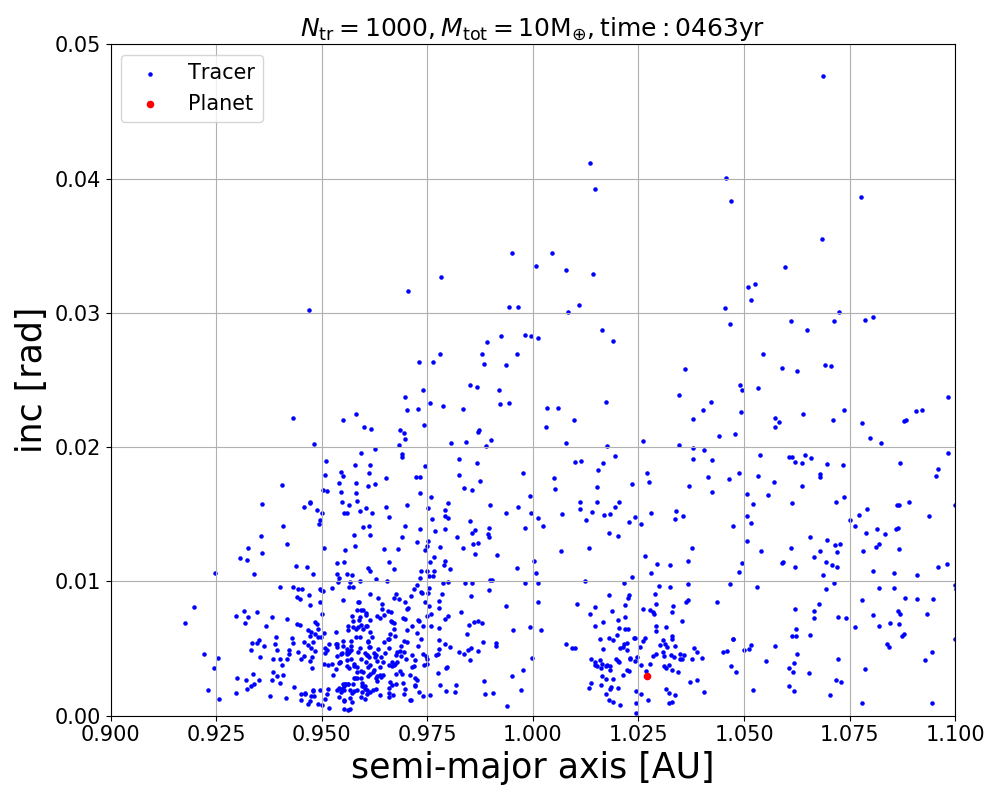 N_tr = 1000, M_tot = 10M_⊕, time : 0463yr
Tracer
Planet
inc [rad]
0.05
0.04
0.03
0.02
0.01
0.00
0.900 0.925 0.950 0.975 1.000 1.025 1.050 1.075 1.100
semi-major axis [AU]